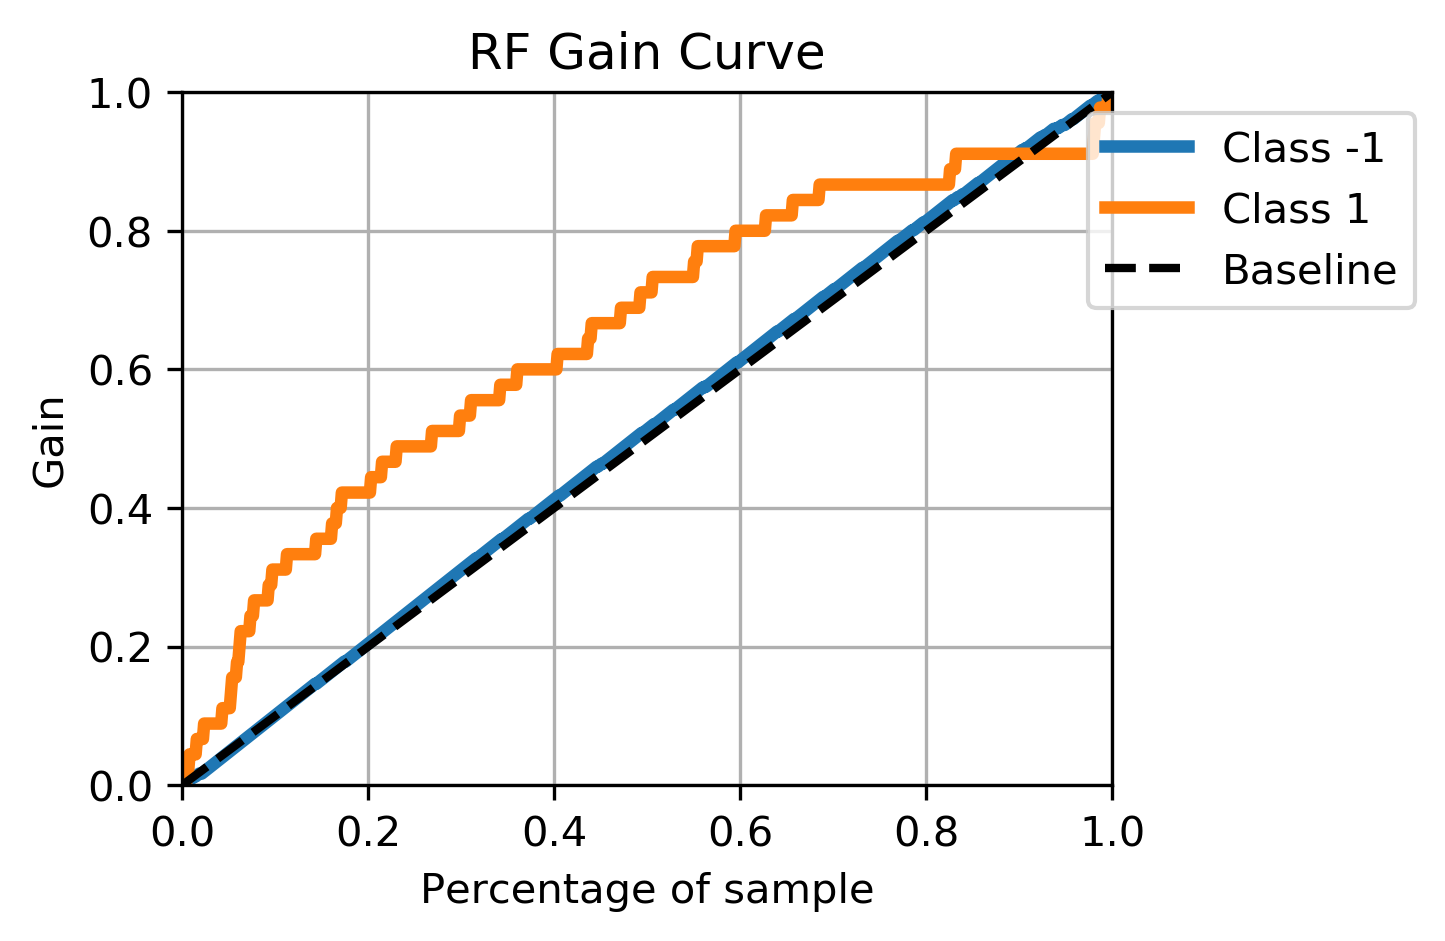 RF Gain Curve
1.0
0.8
0.6
0.4
0.2
0.0
Gain
0.0 0.2 0.4 0.6 0.8 1.0
Percentage of sample
Class -1
Class 1
Baseline